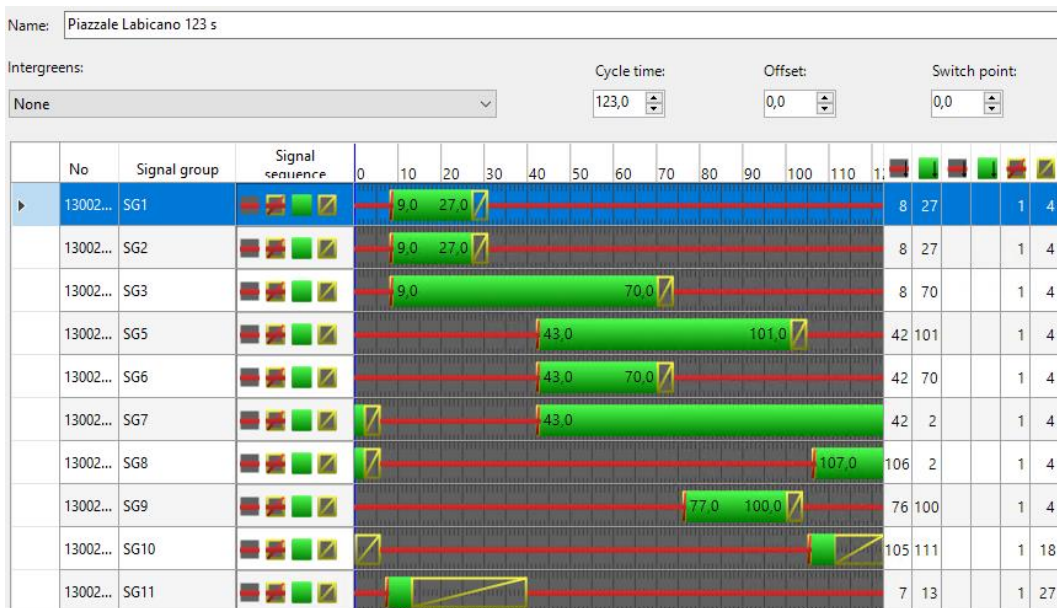 Name: Piazzale Labicano 123 s
Intergreens: Cycle time: Offset: Switch point:
None 123,0 0,0 0,0
No Signal group Signal sequence 0 10 20 30 40 50 60 70 80 90 100 110
13002... SG1 9,0 27,0 8 27 1 4
13002... SG2 9,0 27,0 8 27 1 4
13002... SG3 9,0 70,0 8 70 1 4
13002... SG5 43,0 101,0 42 101 1 4
13002... SG6 43,0 70,0 42 70 1 4
13002... SG7 43,0 42 2 1 4
13002... SG8 107,0 106 2 1 4
13002... SG9 77,0 100,0 76 100 1 4
13002... SG10 105 111 1 18
13002... SG11 7 13 1 27